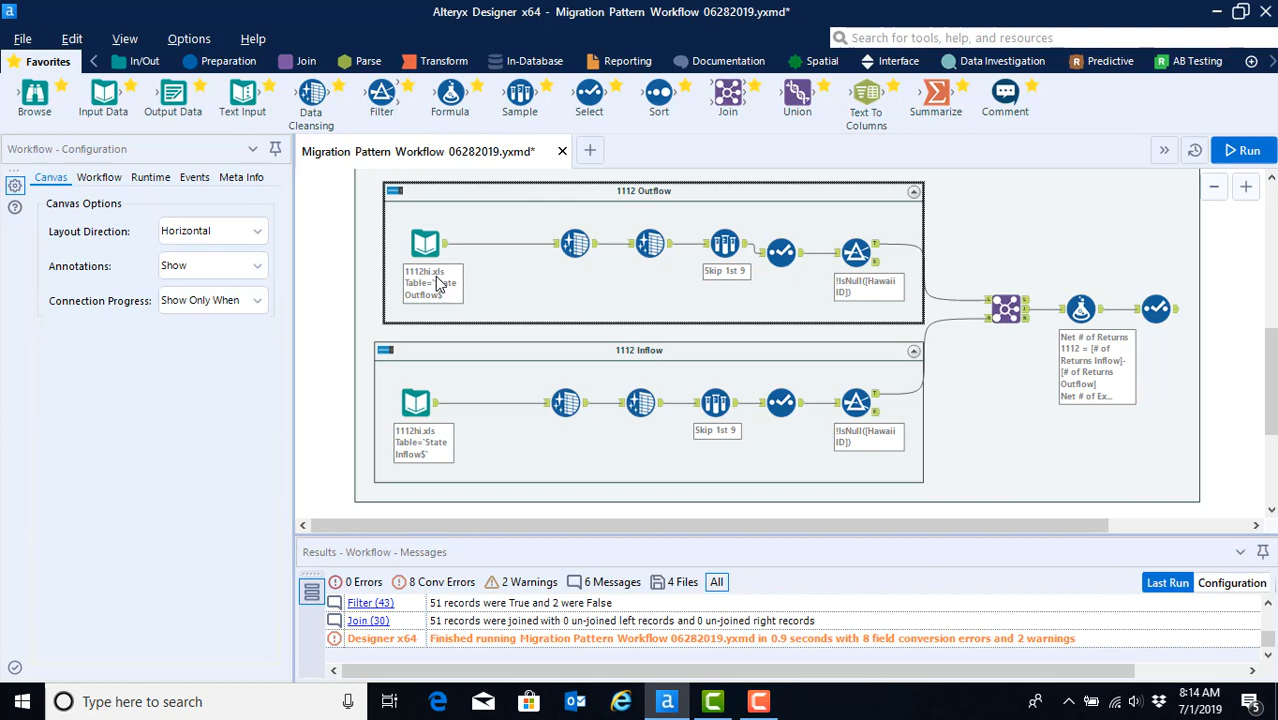 Alteryx Designer x64 - Migration Pattern Workflow 06282019.yxmd*
File Edit View Options Help
Search for tools, help, and resources
Favorites In/Out Preparation Join Parse Transform In-Database Reporting Documentation Spatial Interface Data Investigation Predictive AB Testing
Browse Input Data Output Data Text Input Data Cleansing Filter Formula Sample Select Sort Join Union Text To Columns Summarize Comment
Workflow - Configuration
Migration Pattern Workflow 06282019.yxmd*
Run
Canvas Workflow Runtime Events Meta Info
Canvas Options
Layout Direction: Horizontal
Annotations: Show
Connection Progress: Show Only When
1112 Outflow
1112hi.xls
Outflow$`
Skip 1st 9
!IsNull([Hawaii
ID])
1112 Inflow
1112hi.xls
Table=`State
Inflow$`
Skip 1st 9
!IsNull([Hawaii
ID])
Net # of Returns
1112 = [# of
Returns Inflow]-
[# of Returns
Outflow]
Net # of Ex...
Results - Workflow - Messages
0 Errors 8 Conv Errors 2 Warnings 6 Messages 4 Files All
Last Run Configuration
Filter (43) 51 records were True and 2 were False
Join (30) 51 records were joined with 0 un-joined left records and 0 un-joined right records
Designer x64 Finished running Migration Pattern Workflow 06282019.yxmd in 0.9 seconds with 8 field conversion errors and 2 warnings
Type here to search
8:14 AM
7/1/2019
5